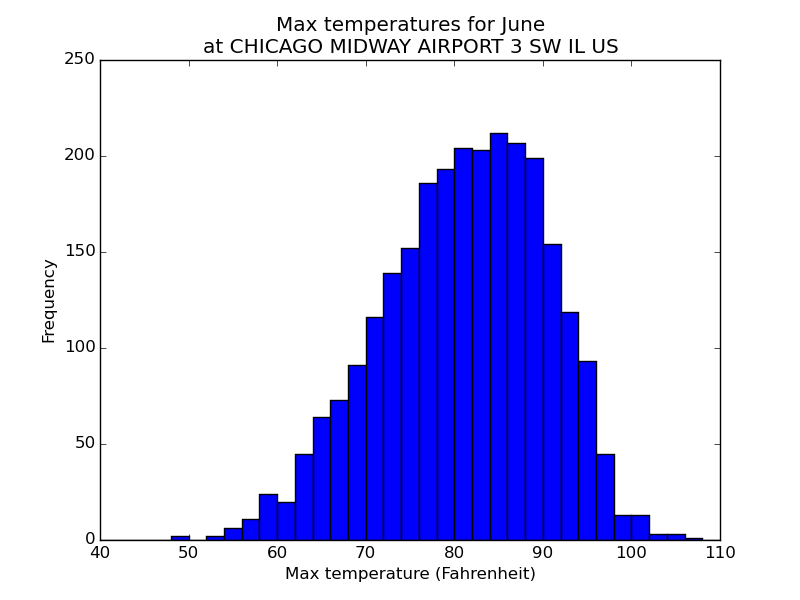 Max temperatures for June
at CHICAGO MIDWAY AIRPORT 3 SW IL US
250
200
150
100
50
0
Frequency
40 50 60 70 80 90 100 110
Max temperature (Fahrenheit)